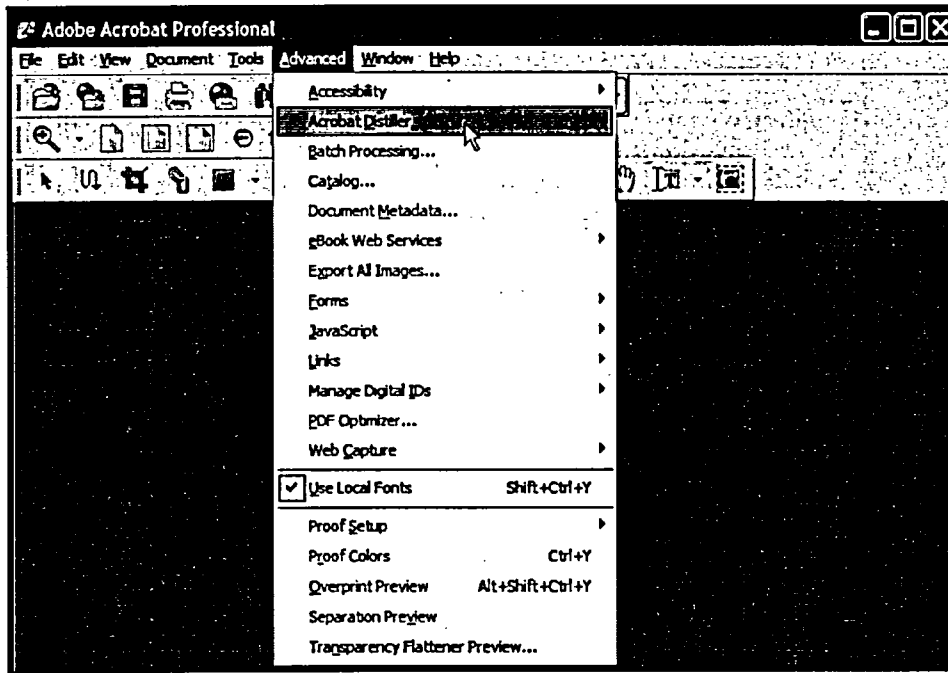 Adobe Acrobat Professional
File Edit View Document Tools Advanced Window Help
Accessibility
Acrobat Distiller
Batch Processing...
Catalog...
Document Metadata...
eBook Web Services
Export All Images...
Forms
JavaScript
Links
Manage Digital IDs
PDF Optimizer...
Web Capture
Use Local Fonts Shift+Ctrl+Y
Proof Setup
Proof Colors Ctrl+Y
Overprint Preview Alt+Shift+Ctrl+Y
Separation Preview
Transparency Flattener Preview...